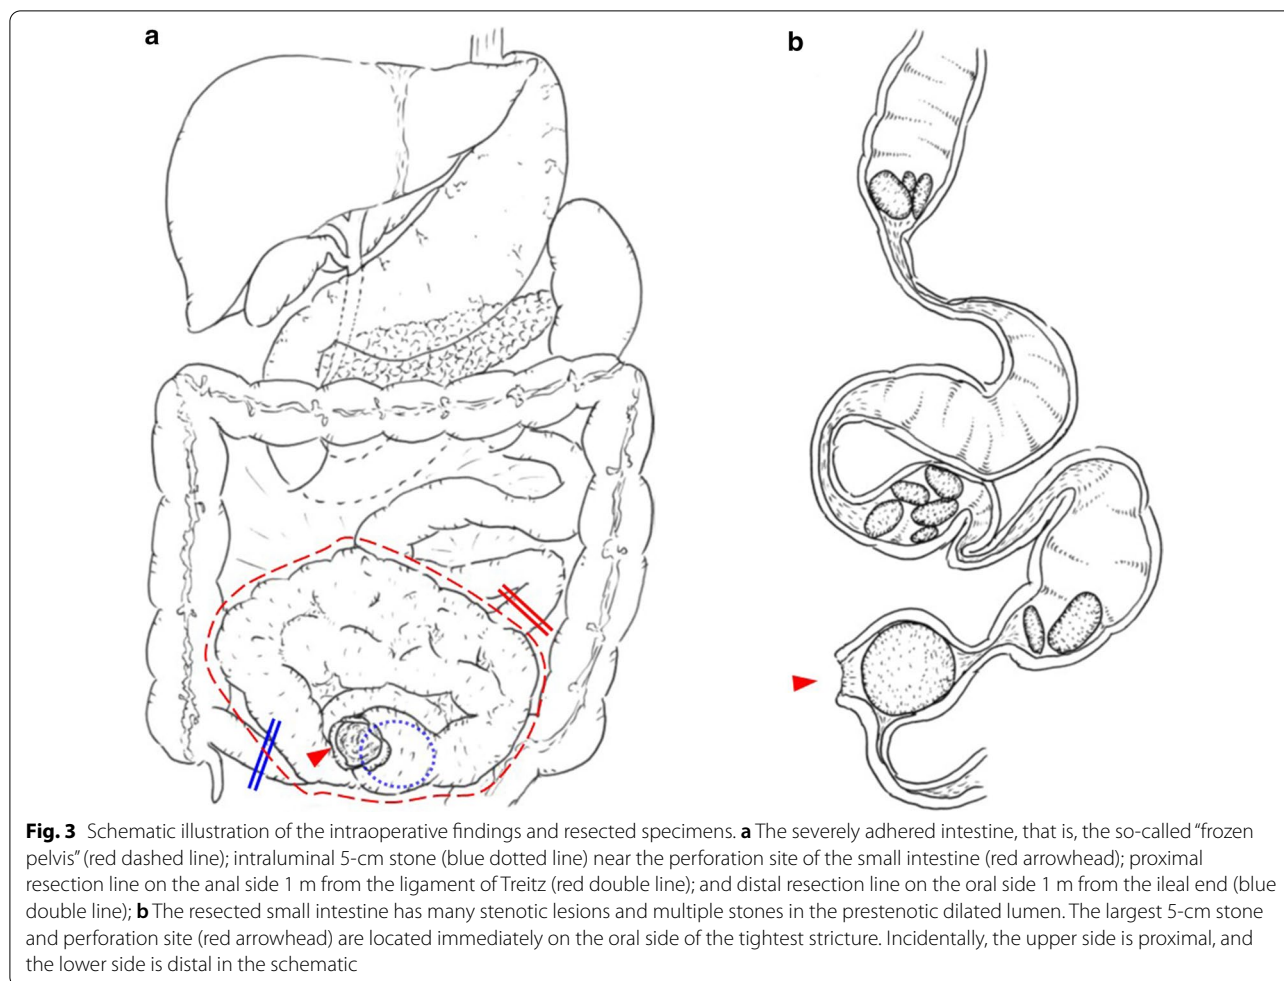 a
b
Fig. 3 Schematic illustration of the intraoperative findings and resected specimens. a The severely adhered intestine, that is, the so-called “frozen
pelvis” (red dashed line); intraluminal 5-cm stone (blue dotted line) near the perforation site of the small intestine (red arrowhead); proximal
resection line on the anal side 1 m from the ligament of Treitz (red double line); and distal resection line on the oral side 1 m from the ileal end (blue
double line); b The resected small intestine has many stenotic lesions and multiple stones in the prestenotic dilated lumen. The largest 5-cm stone
and perforation site (red arrowhead) are located immediately on the oral side of the tightest stricture. Incidentally, the upper side is proximal, and
the lower side is distal in the schematic